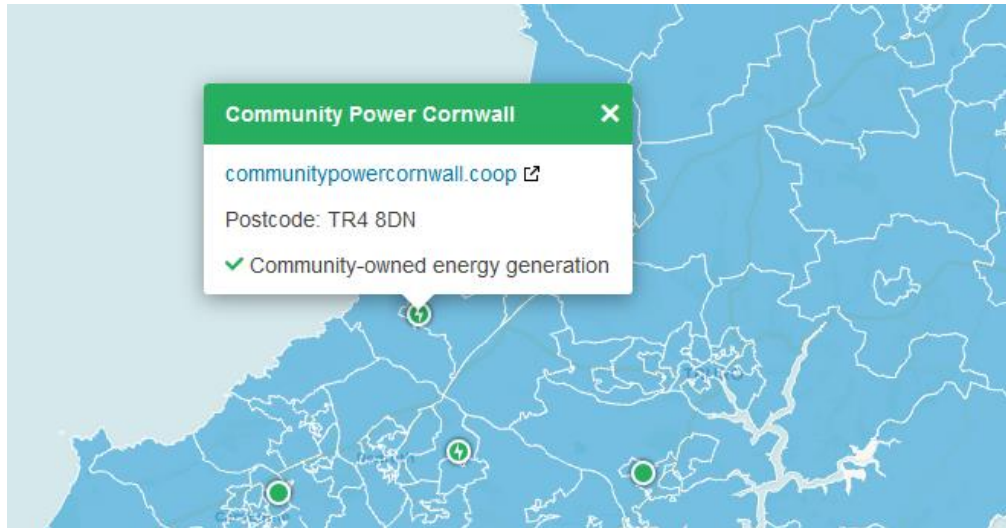 Community Power Cornwall
communitypowercornwall.coop
Postcode: TR4 8DN
Community-owned energy generation